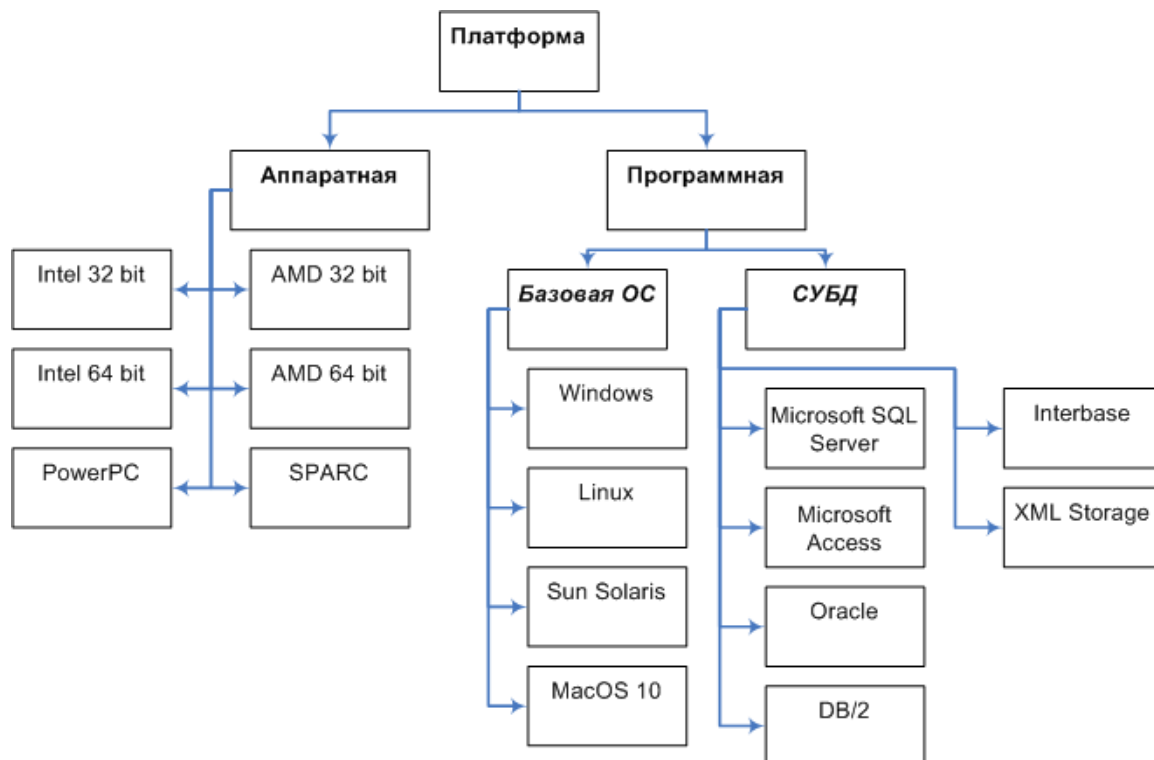 Платформа
Аппаратная
Программная
Intel 32 bit
AMD 32 bit
Базовая ОС
СУБД
Intel 64 bit
AMD 64 bit
Windows
Microsoft SQL
Server
Interbase
PowerPC
SPARC
Linux
Microsoft
Access
XML Storage
Sun Solaris
Oracle
MacOS 10
DB/2